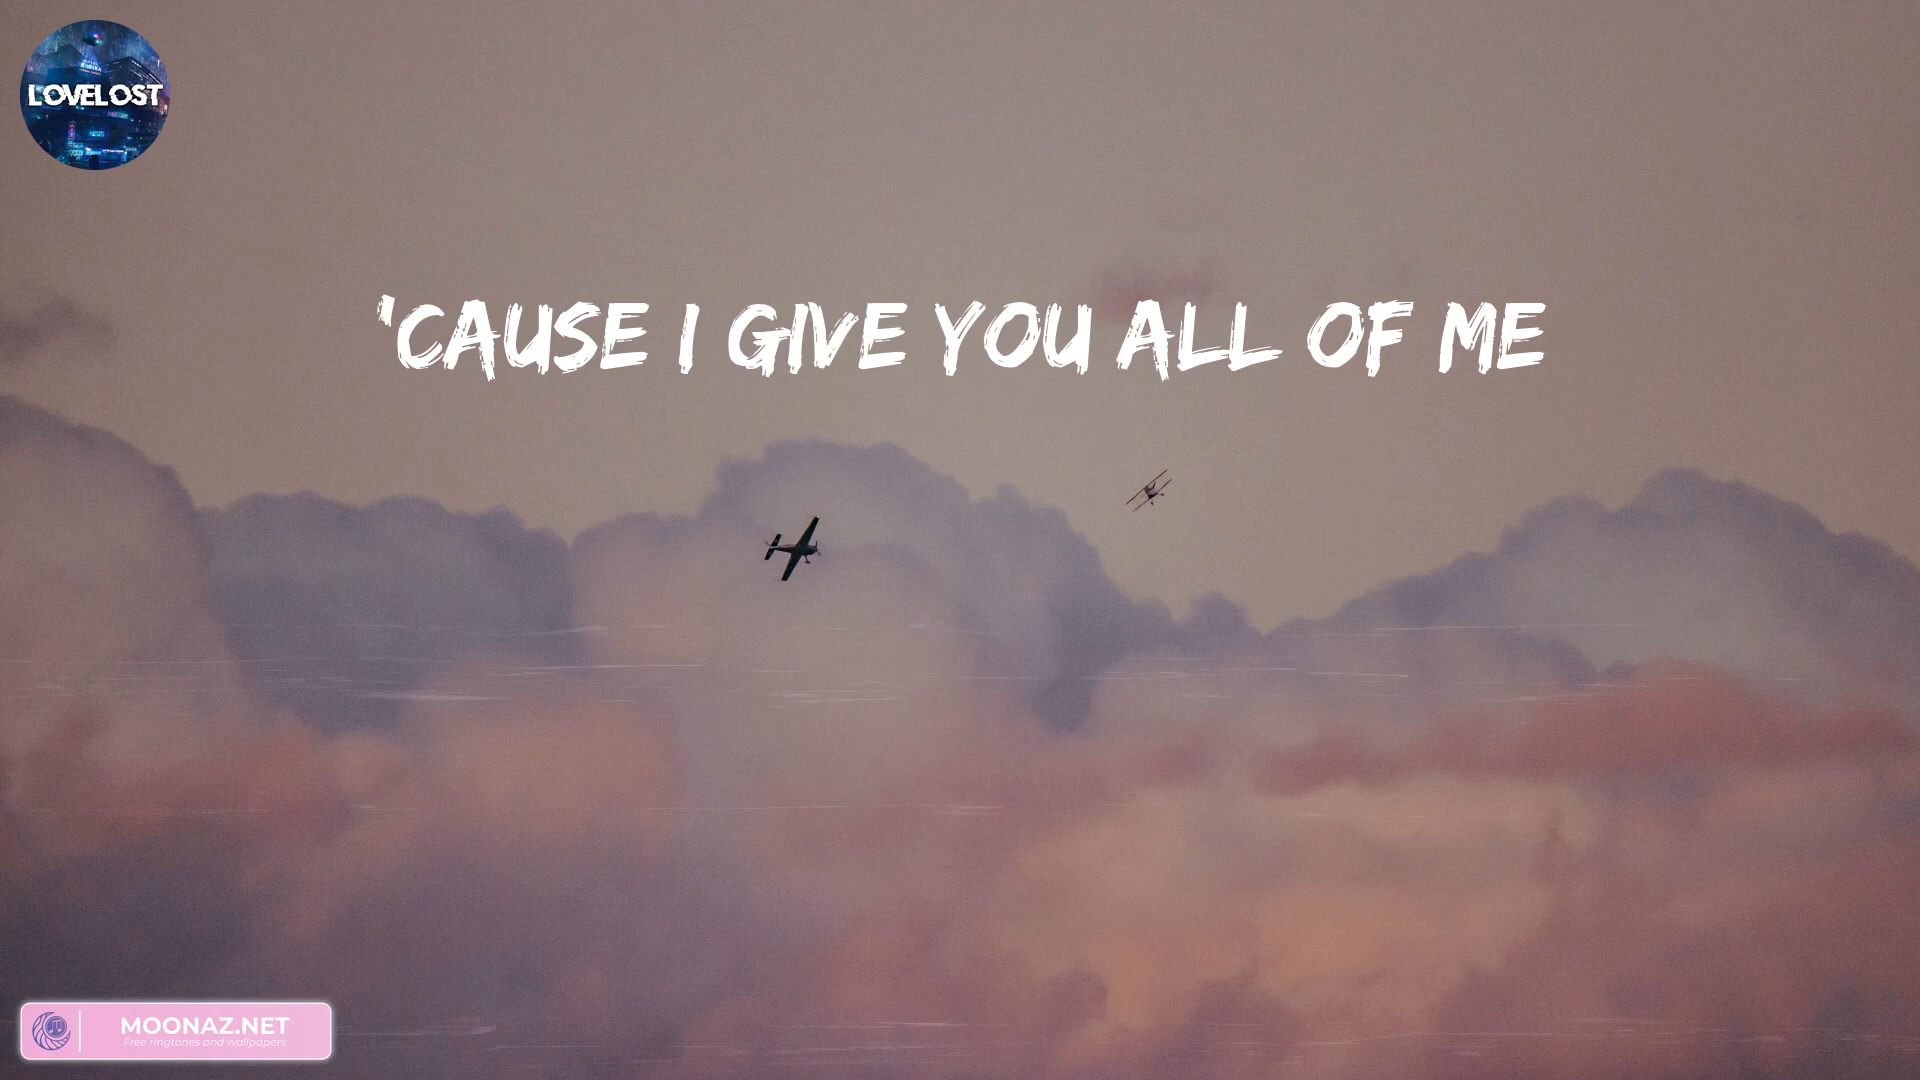 LOVELOST
'CAUSE I GIVE YOU ALL OF ME
MOONAZ.NET
Free ringtones and wallpapers